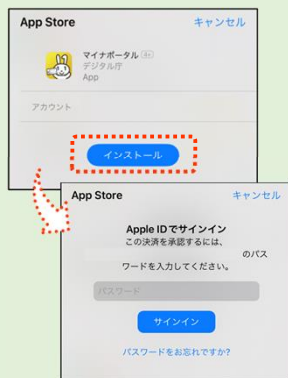 App Store
キャンセル
マイナポータル 4+
デジタル庁
App
アカウント
インストール
App Store
キャンセル
Apple IDでサインイン
この決済を承認するには、
のパス
ワードを入力してください。
パスワード
サインイン
パスワードをお忘れですか?